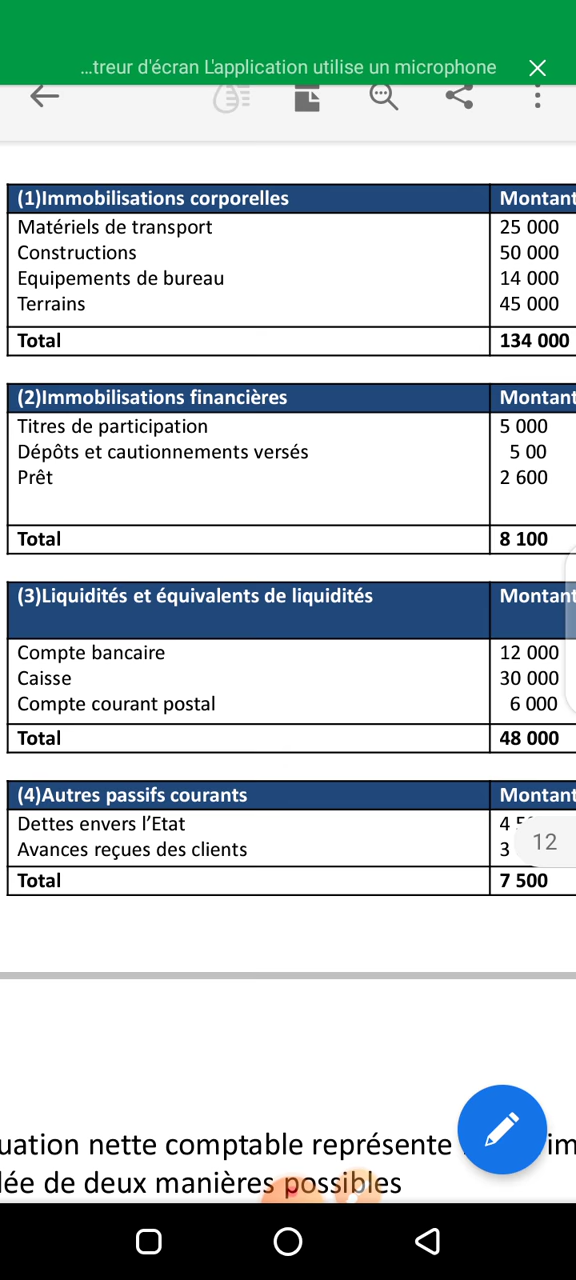 ...treur d'écran L'application utilise un microphone
(1)Immobilisations corporelles Montant
Matériels de transport 25 000
Constructions 50 000
Equipements de bureau 14 000
Terrains 45 000
Total 134 000
(2)Immobilisations financières Montant
Titres de participation 5 000
Dépôts et cautionnements versés 5 00
Prêt 2 600
Total 8 100
(3)Liquidités et équivalents de liquidités Montant
Compte bancaire 12 000
Caisse 30 000
Compte courant postal 6 000
Total 48 000
(4)Autres passifs courants Montant
Dettes envers l’Etat 4
Avances reçues des clients 3
12
Total 7 500
uation nette comptable représente im
lée de deux manières possibles